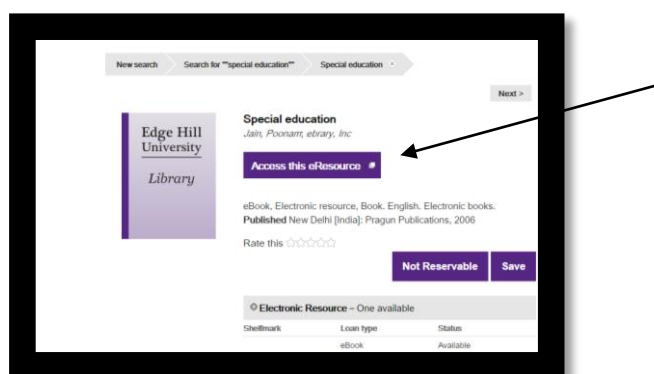 New search Search for ""special education"" Special education ×
Next >
Edge Hill
University
Library
Special education
Jain, Poonam; ebrary, Inc
Access this eResource
eBook, Electronic resource, Book. English. Electronic books.
Published New Delhi [India]: Pragun Publications, 2006
Rate this
Not Reservable Save
Electronic Resource – One available
Shelfmark Loan type Status
eBook Available